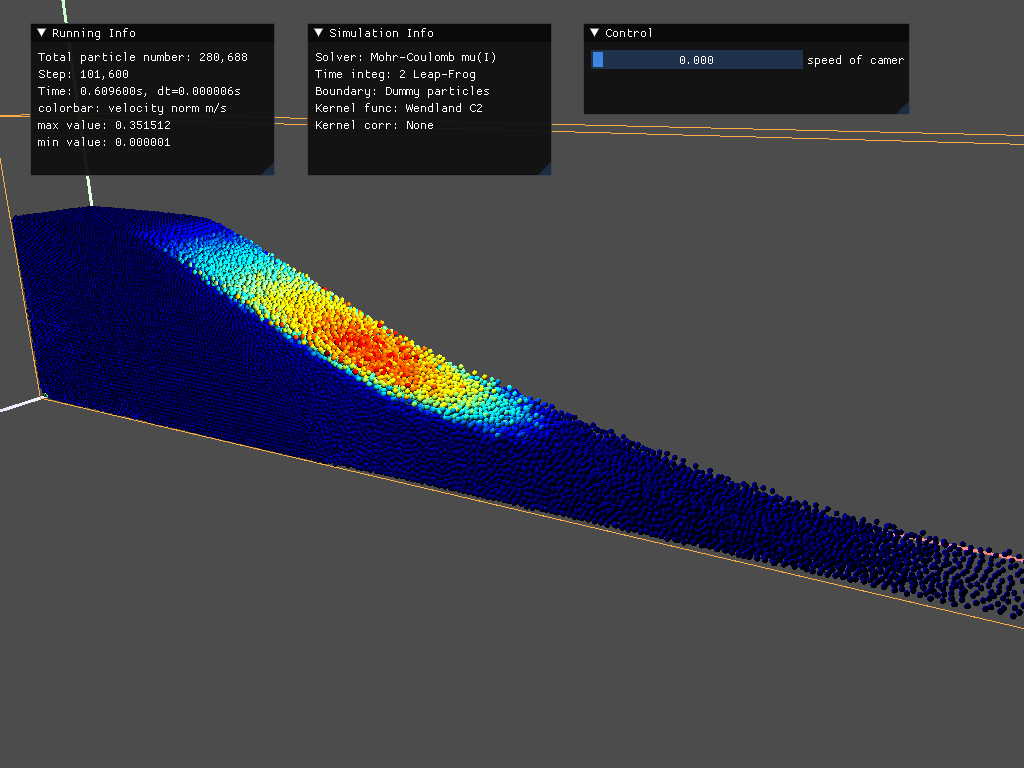 Running Info
Total particle number: 280,688
Step: 101,600
Time: 0.609600s, dt=0.000006s
colorbar: velocity norm m/s
max value: 0.351512
min value: 0.000001
Simulation Info
Solver: Mohr-Coulomb mu(I)
Time integ: 2 Leap-Frog
Boundary: Dummy particles
Kernel func: Wendland C2
Kernel corr: None
Control
0.000 speed of camer